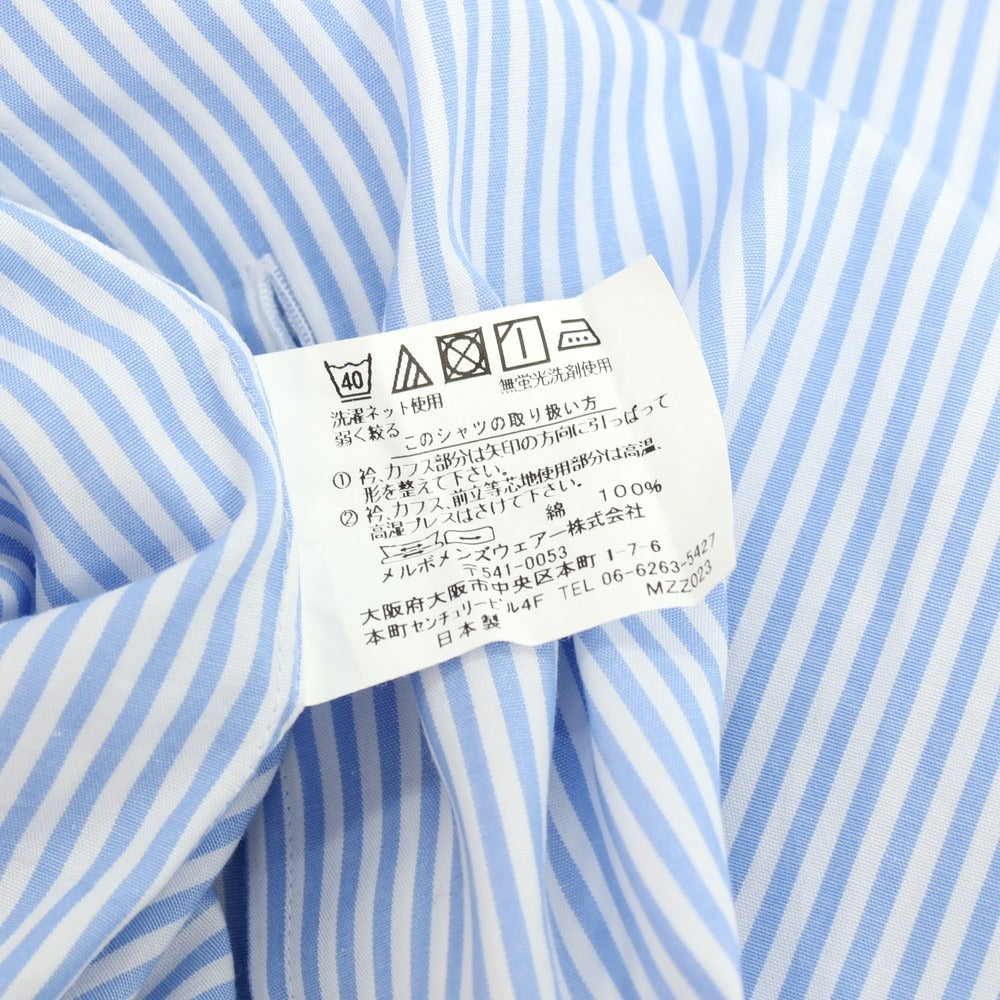 40
無蛍光洗剤使用
洗濯ネット使用
弱く絞る
このシャツの取り扱い方
① 衿、カフス部分は矢印の方向に引っぱって
形を整えて下さい。
② 衿、カフス、前立等芯地使用部分は高温、
高湿プレスはさけて下さい。
綿 100%
メルボメンズウェアー株式会社
〒541-0053
大阪府大阪市中央区本町 1-7-6
本町センチュリービル4F TEL 06-6263-5427
日本製
MZZ023